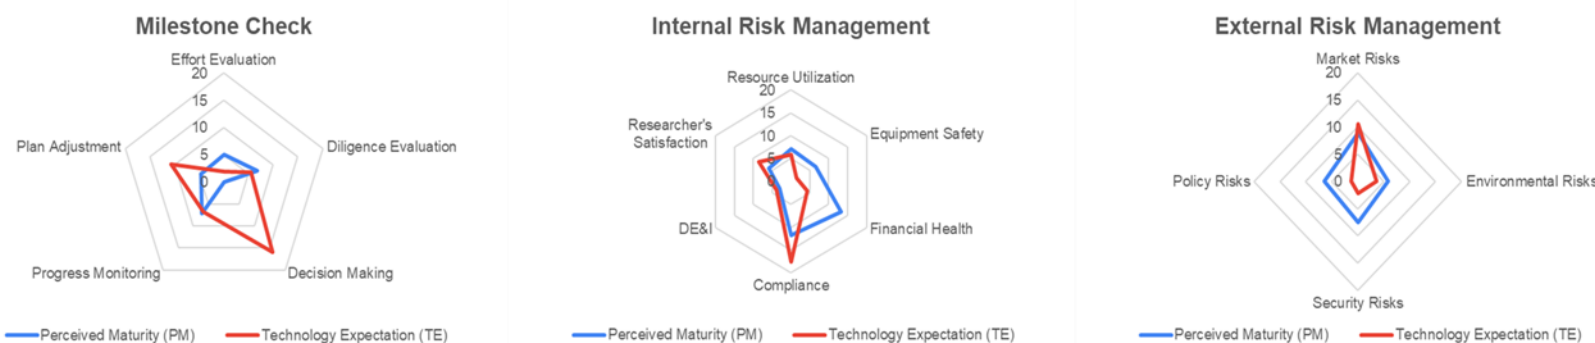 Milestone Check
Effort Evaluation
20
15
10
5
0
Plan Adjustment
Diligence Evaluation
Progress Monitoring
Decision Making
Perceived Maturity (PM)
Technology Expectation (TE)
Internal Risk Management
Resource Utilization
20
15
10
5
0
Researcher's
Satisfaction
Equipment Safety
DE&I
Financial Health
Compliance
Perceived Maturity (PM)
Technology Expectation (TE)
External Risk Management
Market Risks
20
15
10
5
0
Policy Risks
Environmental Risks
Security Risks
Perceived Maturity (PM)
Technology Expectation (TE)